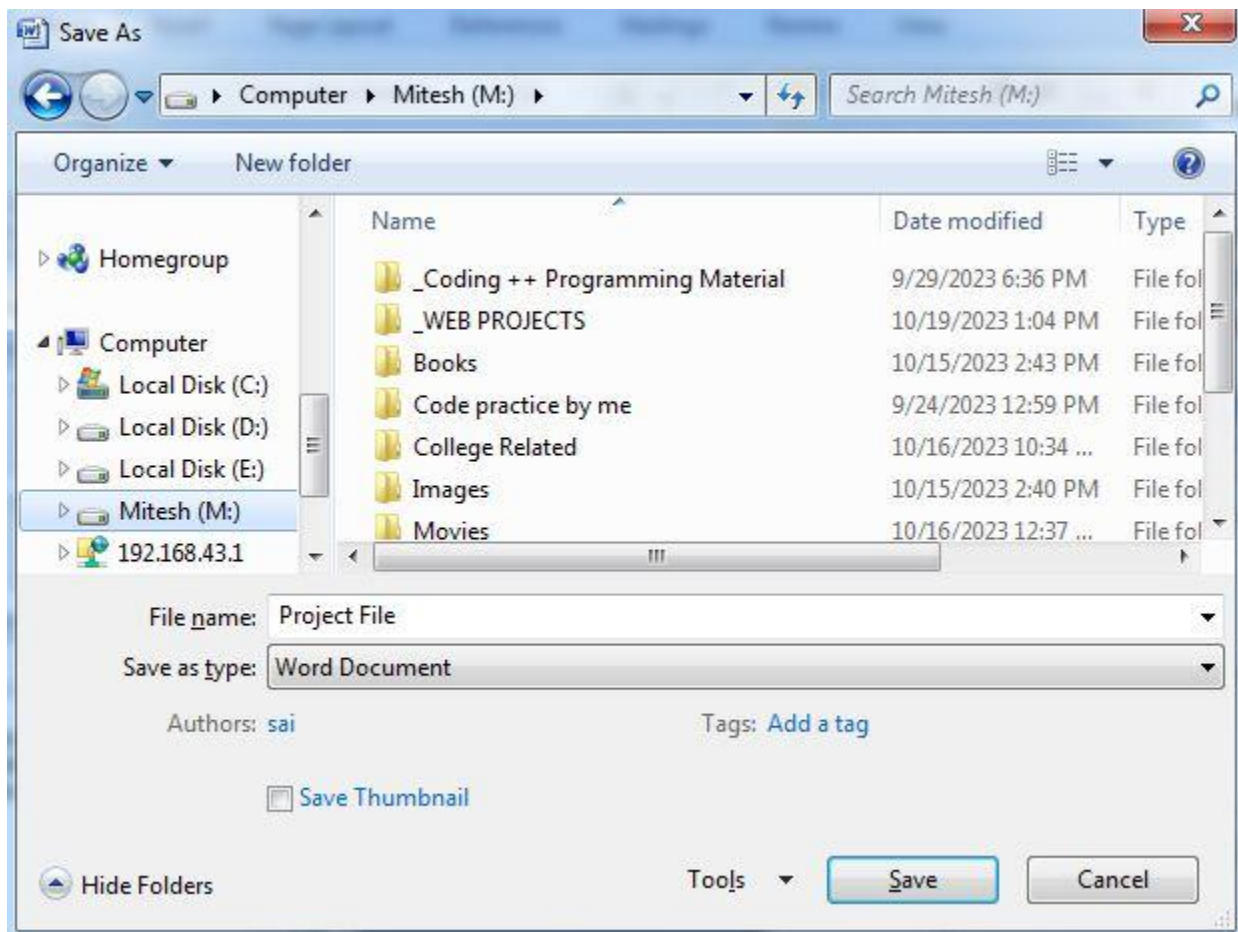 Save As
Computer Mitesh (M:) Search Mitesh (M:)
Organize New folder
Name Date modified Type
Homegroup
_Coding ++ Programming Material 9/29/2023 6:36 PM File fol
_WEB PROJECTS 10/19/2023 1:04 PM File fol
Computer
Books 10/15/2023 2:43 PM File fol
Local Disk (C:)
Code practice by me 9/24/2023 12:59 PM File fol
Local Disk (D:)
College Related 10/16/2023 10:34 ... File fol
Local Disk (E:)
Images 10/15/2023 2:40 PM File fol
Mitesh (M:)
Movies 10/16/2023 12:37 ... File fol
192.168.43.1
File name: Project File
Save as type: Word Document
Authors: sai Tags: Add a tag
Save Thumbnail
Hide Folders Tools Save Cancel